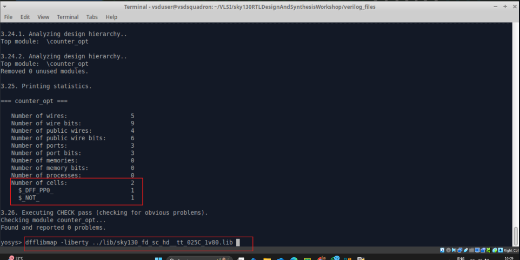 Terminal - vsduser@vsdsquadron: ~/VLSI/sky130RTLDesignAndSynthesisWorkshop/verilog_files
File Edit View Terminal Tabs Help
3.24.1. Analyzing design hierarchy..
Top module:  \counter_opt
3.24.2. Analyzing design hierarchy..
Top module:  \counter_opt
Removed 0 unused modules.
3.25. Printing statistics.
=== counter_opt ===
Number of wires: 5
Number of wire bits: 9
Number of public wires: 4
Number of public wire bits: 6
Number of ports: 3
Number of port bits: 3
Number of memories: 0
Number of memory bits: 0
Number of processes: 0
Number of cells: 2
$_DFF_PP0_ 1
$_NOT_ 1
3.26. Executing CHECK pass (checking for obvious problems).
Checking module counter_opt...
Found and reported 0 problems.
yosys> dfflibmap -liberty ../lib/sky130_fd_sc_hd__tt_025C_1v80.lib